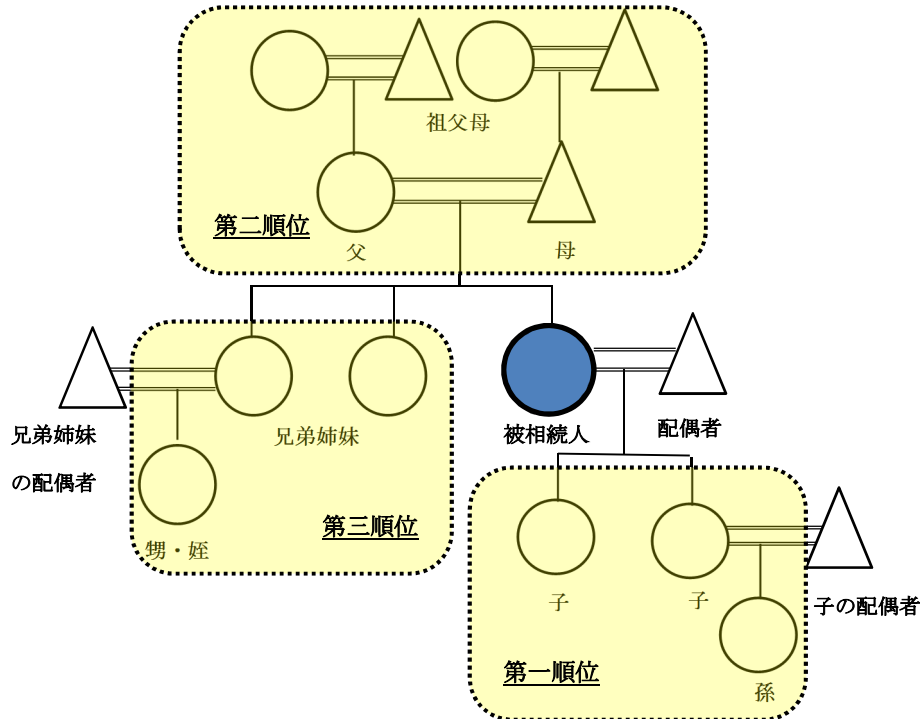 祖父母
第二順位
父
母
兄弟姉妹
の配偶者
兄弟姉妹
被相続人
配偶者
甥・姪
第三順位
子
子
子の配偶者
第一順位
孫